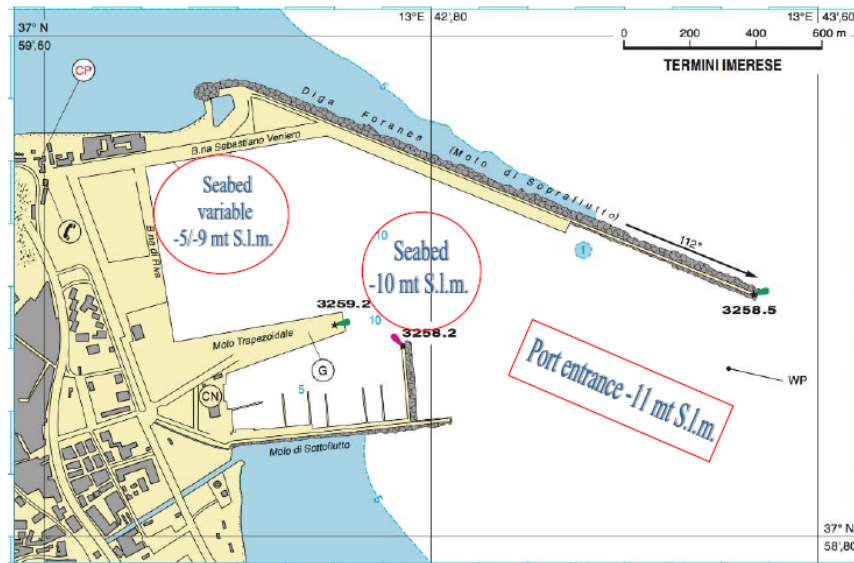 37° N
59',60
13°E
42',80
13°E
43',60
0 200 400 600 m
TERMINI IMERESE
CP
5
Diga Foranea (Molo di Sopraflutto)
B.na Sebastiano Veniero
Seabed
variable
-5/-9 mt S.l.m.
B.na di Riva
10
Seabed
-10 mt S.l.m.
1
112°
3258.5
3259.2
10
3258.2
Molo Trapezoidale
G
Port entrance -11 mt S.l.m.
WP
CN
5
Molo di Sottoflutto
5
37° N
58',80